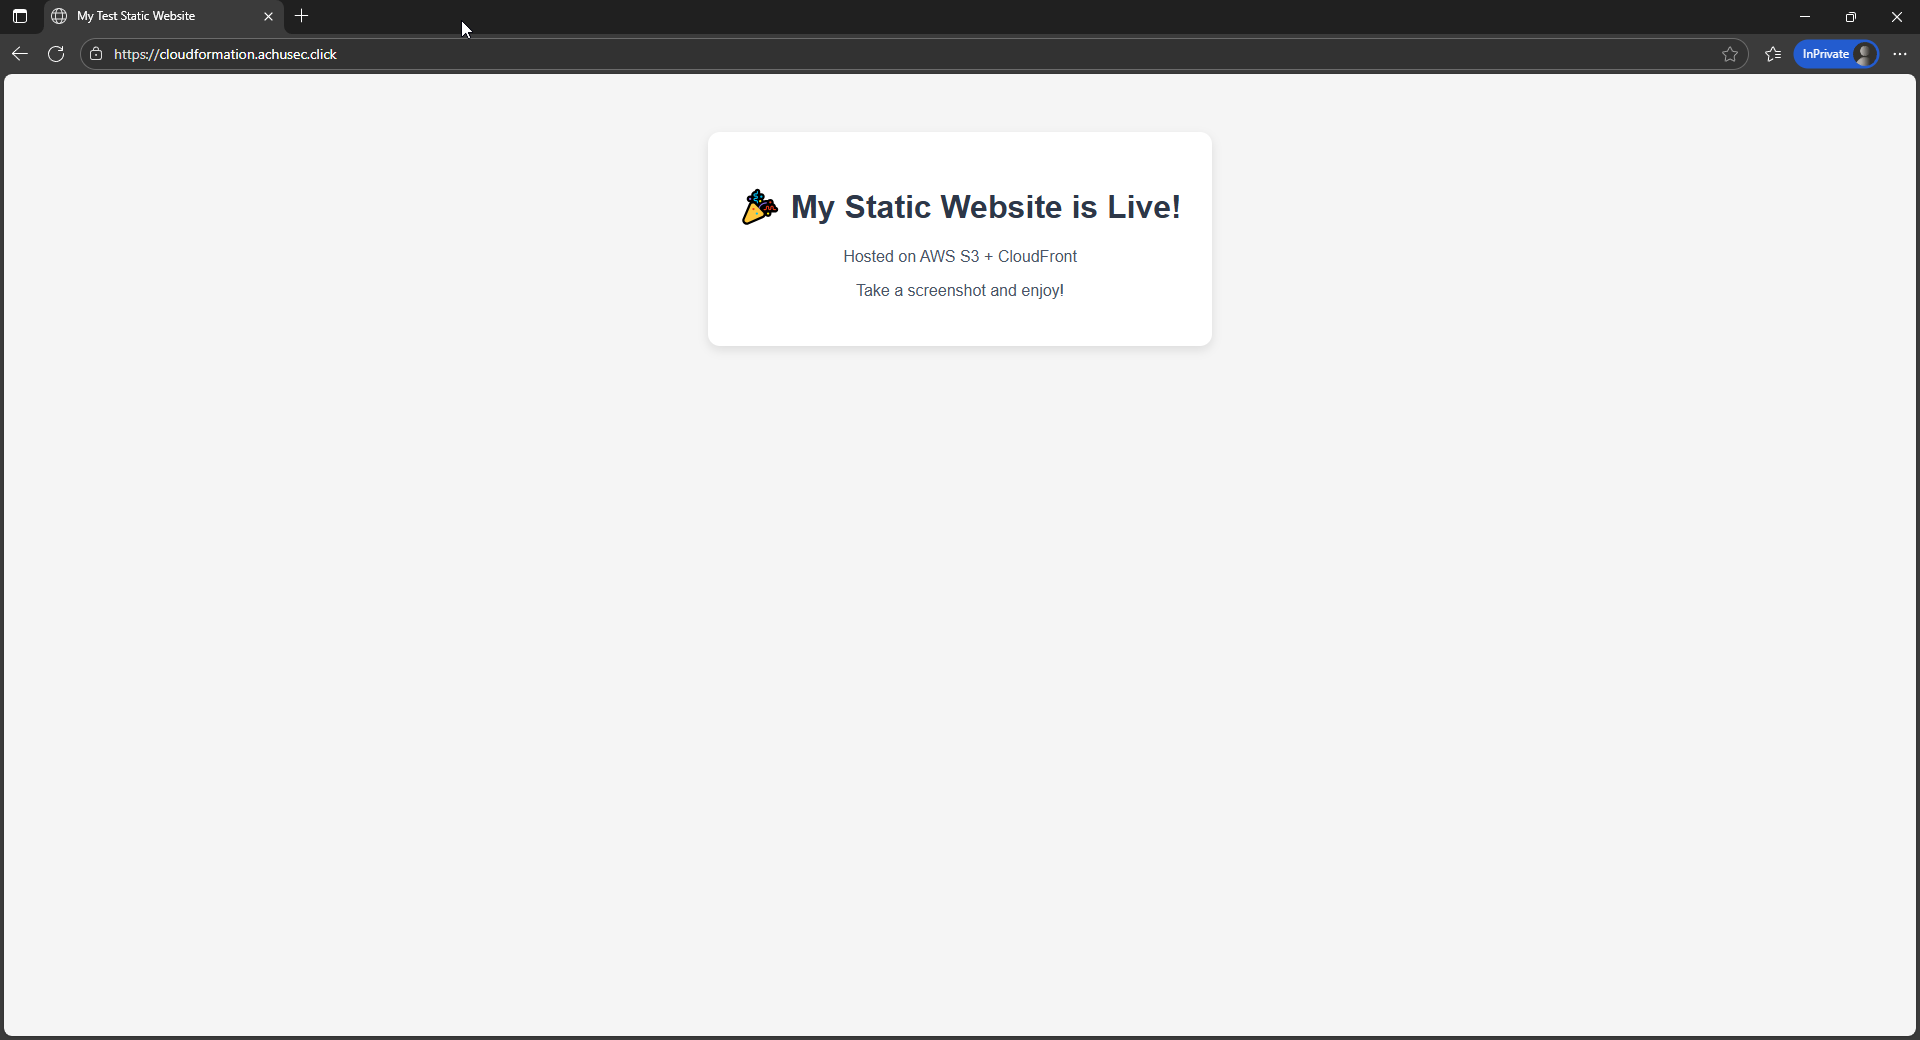 My Test Static Website
https://cloudformation.achusec.click
InPrivate
🎉 My Static Website is Live!
Hosted on AWS S3 + CloudFront
Take a screenshot and enjoy!